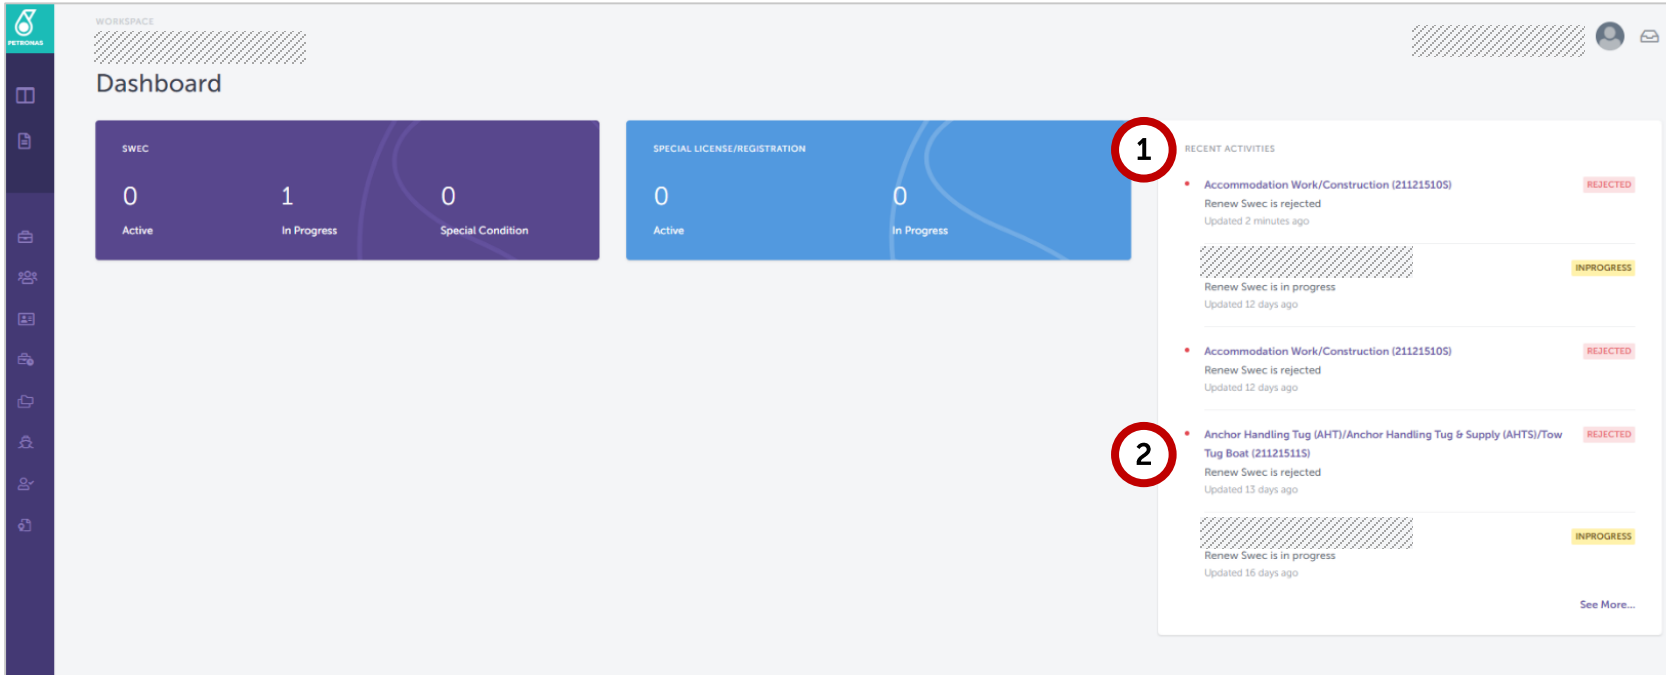 PETRONAS
WORKSPACE
Dashboard
SWEC
0
1
0
Active
In Progress
Special Condition
SPECIAL LICENSE/REGISTRATION
0
0
Active
In Progress
1
RECENT ACTIVITIES
Accommodation Work/Construction (21121510S)
REJECTED
Renew Swec is rejected
Updated 2 minutes ago
INPROGRESS
Renew Swec is in progress
Updated 12 days ago
Accommodation Work/Construction (21121510S)
REJECTED
Renew Swec is rejected
Updated 12 days ago
2
Anchor Handling Tug (AHT)/Anchor Handling Tug & Supply (AHTS)/Tow
REJECTED
Tug Boat (21121511S)
Renew Swec is rejected
Updated 13 days ago
INPROGRESS
Renew Swec is in progress
Updated 16 days ago
See More...